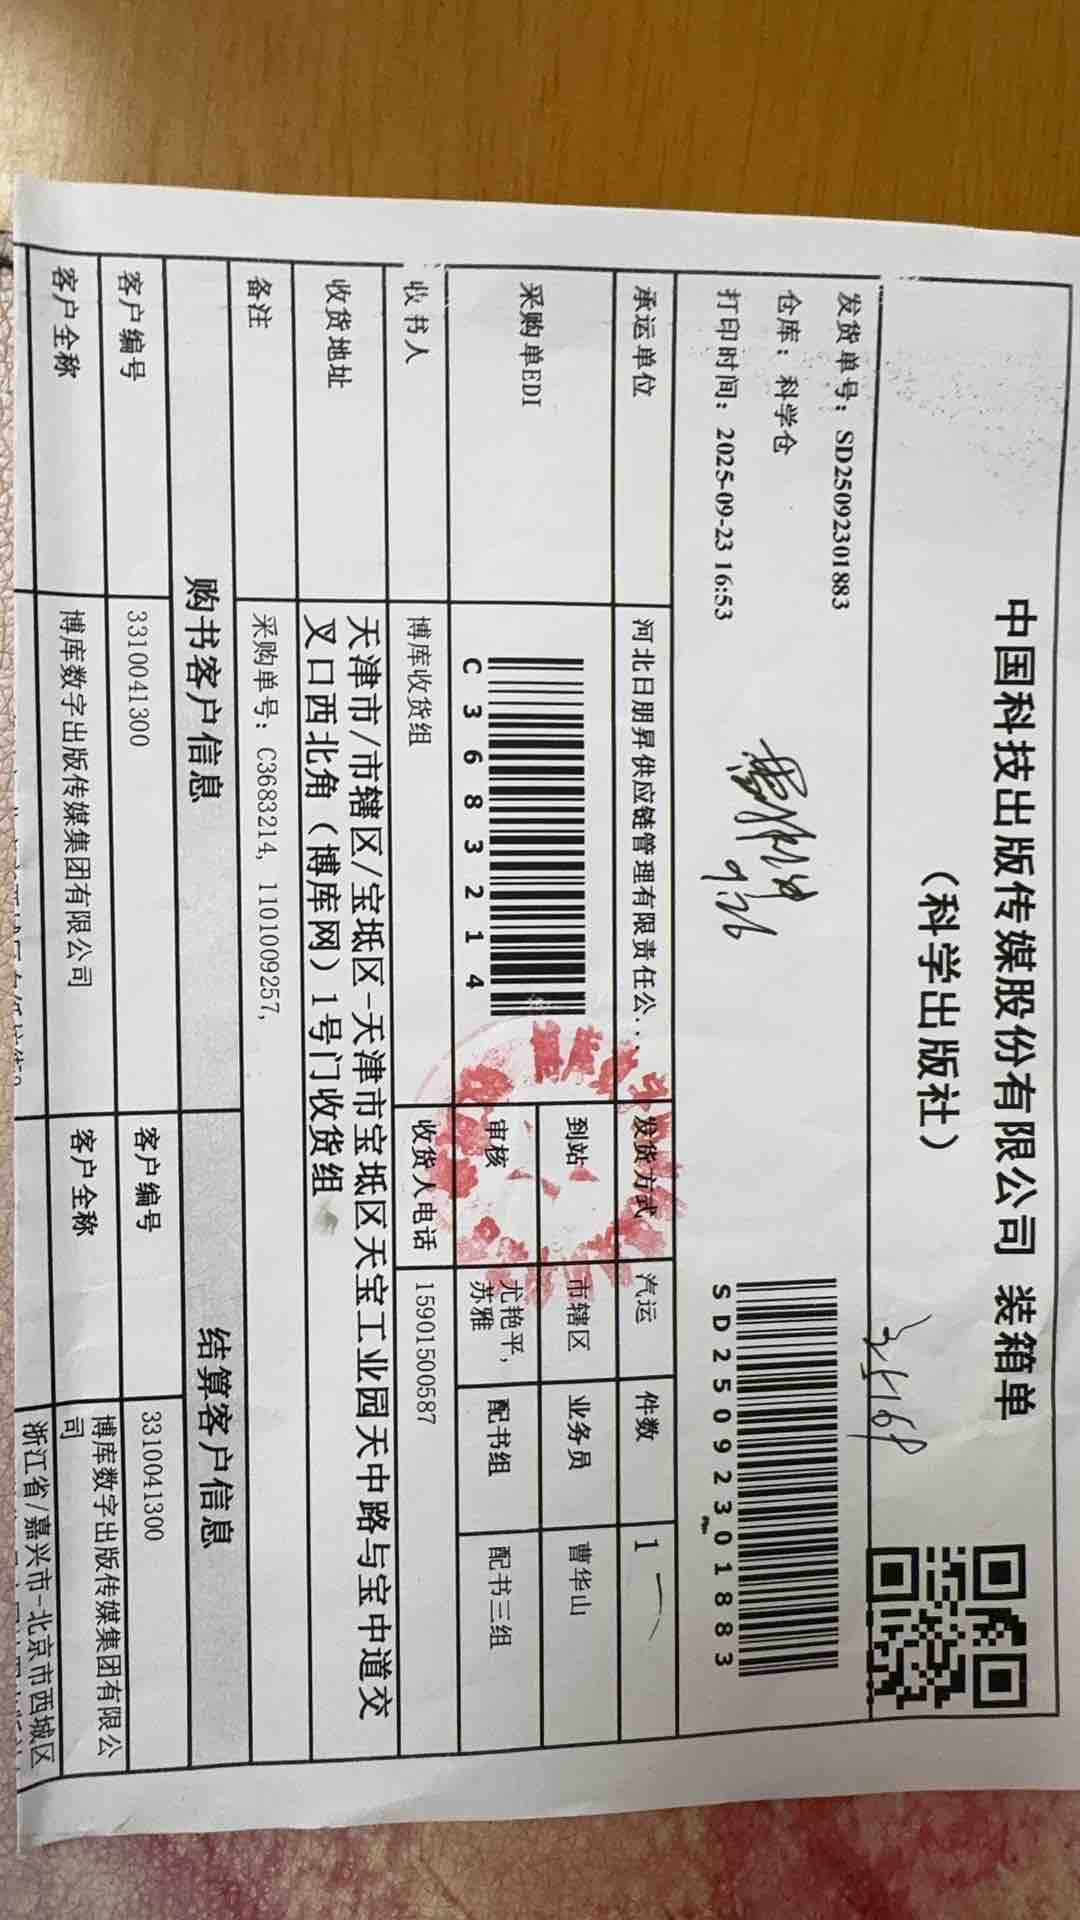 中国科技出版传媒股份有限公司 装箱单
（科学出版社）
发货单号：SD25092301883
仓库：科学仓
打印时间：2025-09-23 16:53
9.26
SD25092301883
承运单位 河北日朋昇供应链管理有限责任公... 发货方式 汽运 件数 1
采购单EDI C3683214 到站 市辖区 业务员 曹华山
审核 尤艳平，苏雅 配书组 配书三组
收书人 博库收货组 收货人电话 15901500587
收货地址 天津市/市辖区/宝坻区-天津市宝坻区天宝工业园天中路与宝中道交
叉口西北角（博库网）1号门收货组
备注 采购单号：C3683214，1101009257，
购书客户信息 结算客户信息
客户编号 3310041300 客户编号 3310041300
客户全称 博库数字出版传媒集团有限公司 客户全称 博库数字出版传媒集团有限公
司
浙江省/嘉兴市-北京市西城区